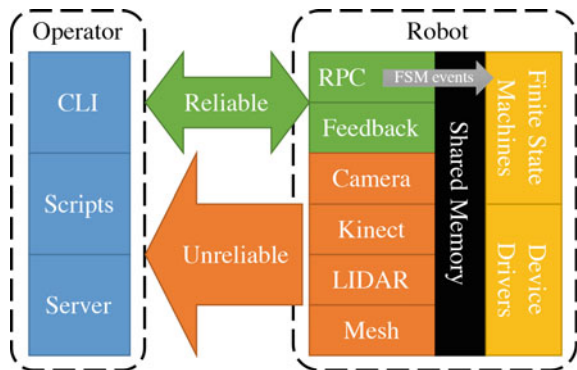 Operator
CLI
Scripts
Server
Reliable
Unreliable
Robot
RPC
FSM events
Feedback
Camera
Kinect
LIDAR
Mesh
Shared Memory
Finite State
Machines
Device
Drivers